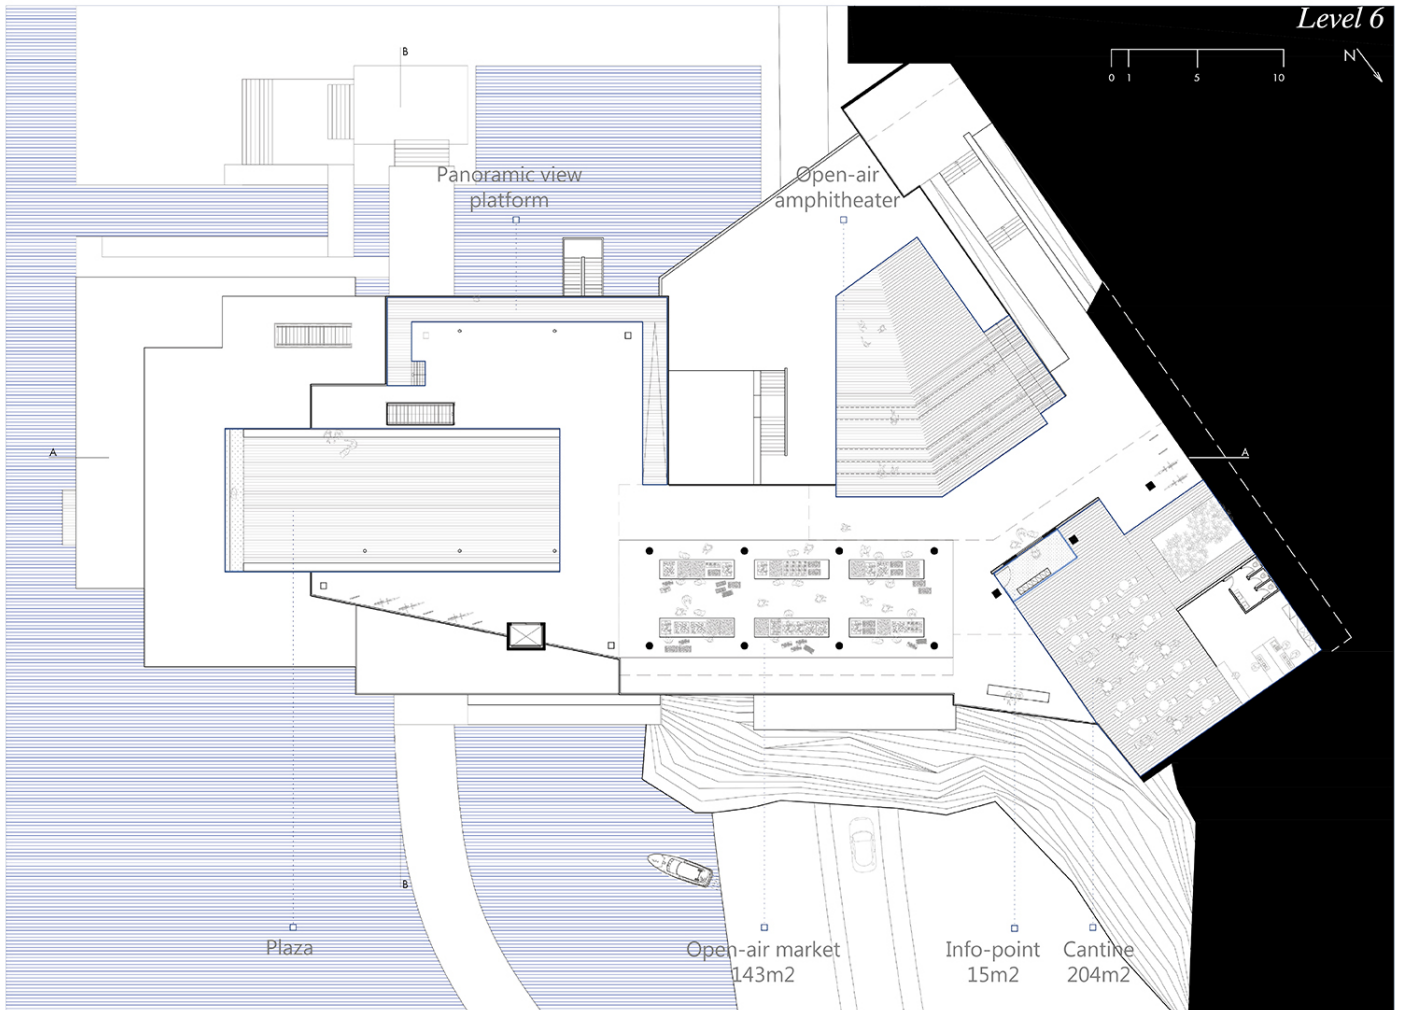 Level 6
B
N
0 1 5 10
Panoramic view
platform
Open-air
amphitheater
A
A
B
Plaza
Open-air market
143m2
Info-point
15m2
Cantine
204m2